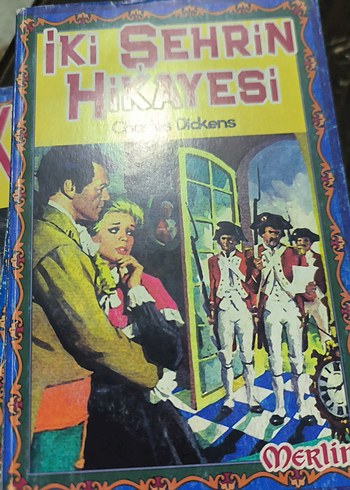 İKİ ŞEHRİN
HİKAYESİ
Charles Dickens
Merlin